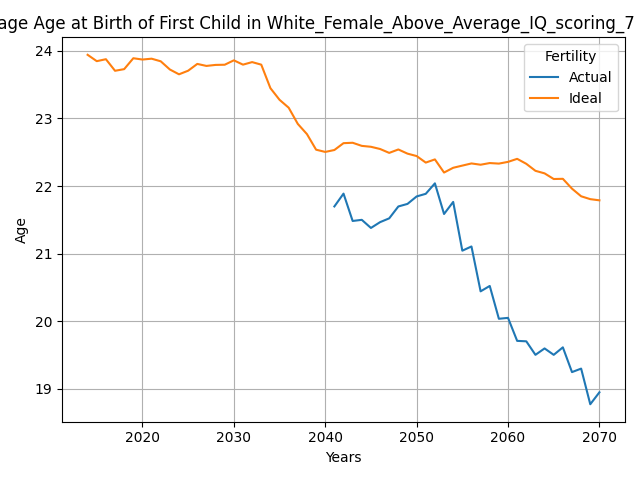 age Age at Birth of First Child in White_Female_Above_Average_IQ_scoring_7
Fertility
Actual
Ideal
24
23
22
21
20
19
Age
2020 2030 2040 2050 2060 2070
Years